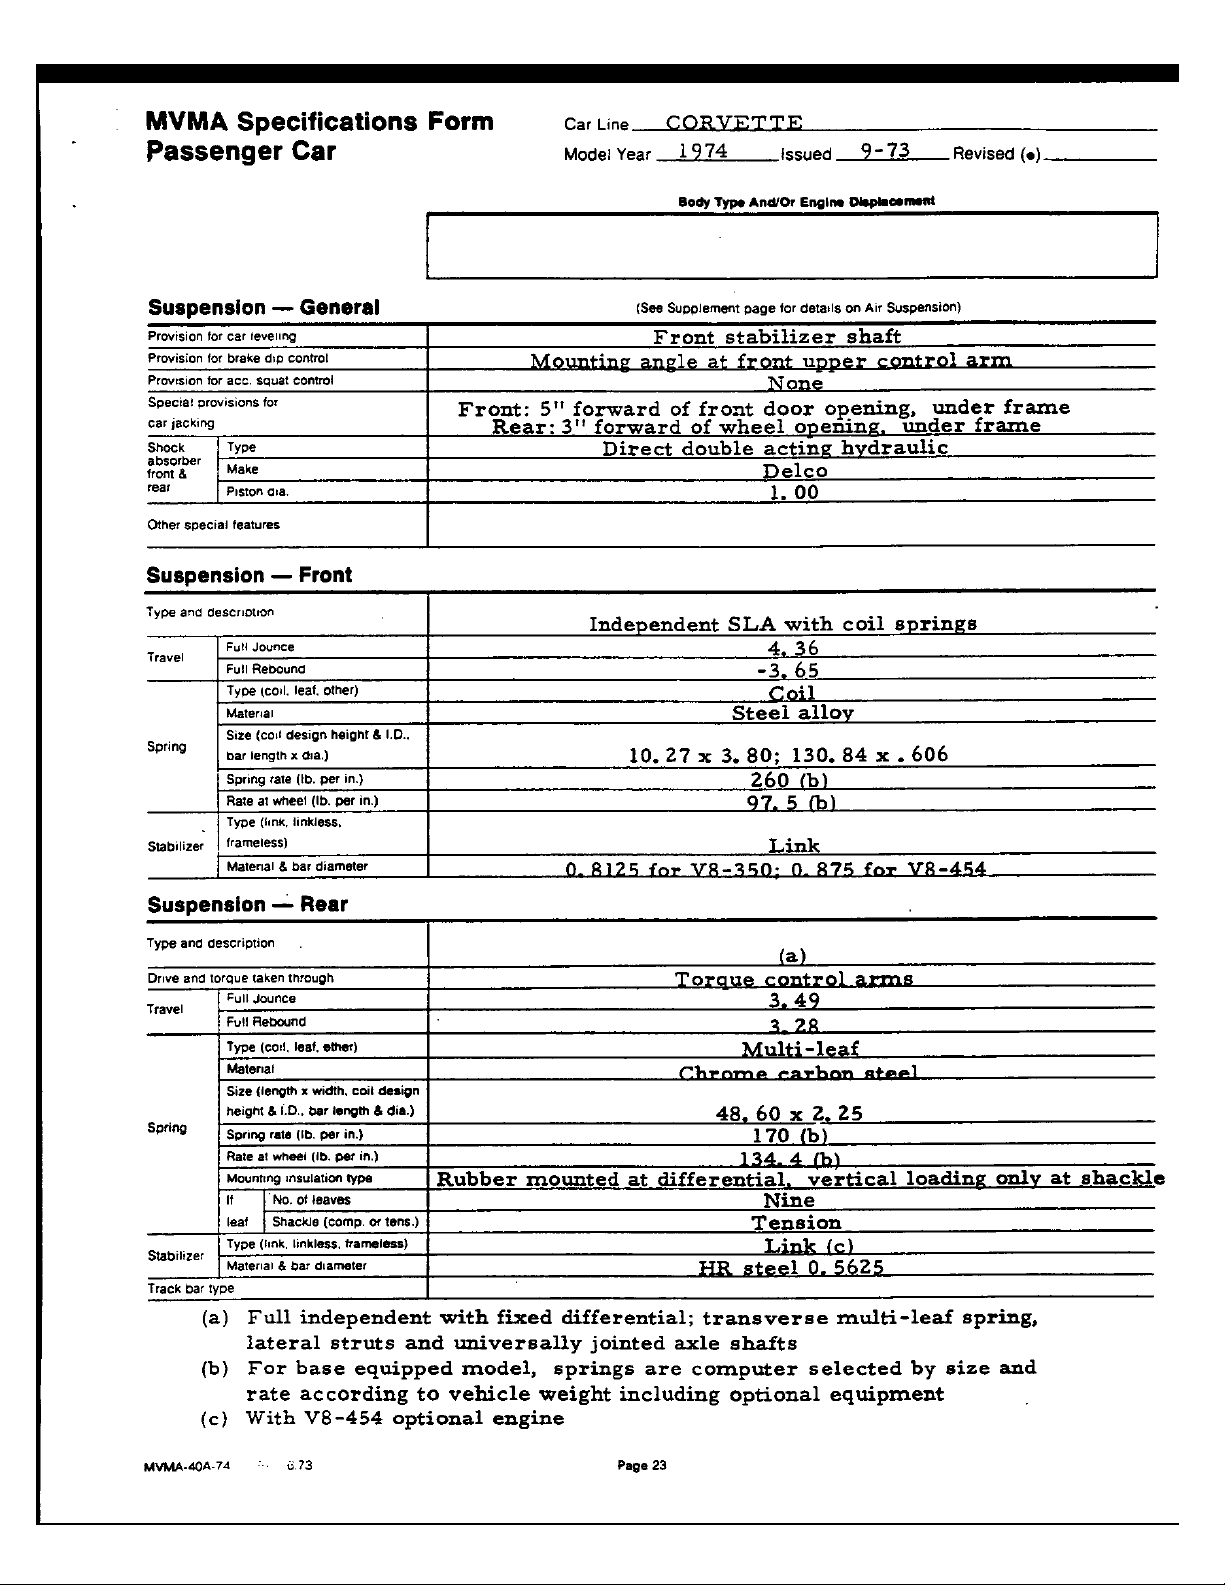 MVMA Specifications Form
Passenger Car
Car Line CORVETTE
Model Year 1974 Issued 9-73 Revised (●)
Body Type And/Or Engine Displacement
Suspension — General
(See Supplement page for details on Air Suspension)
Provision for car leveling Front stabilizer shaft
Provision for brake dip control Mounting angle at front upper control arm
Provision for acc. squat control None
Special provisions for car jacking
Front: 5" forward of front door opening, under frame
Rear: 3" forward of wheel opening, under frame
Shock absorber front & rear
Type Direct double acting hydraulic
Make Delco
Piston dia. 1.00
Other special features
Suspension — Front
Type and description Independent SLA with coil springs
Travel
Full Jounce 4.36
Full Rebound -3.65
Spring
Type (coil, leaf, other) Coil
Material Steel alloy
Size (coil design height & I.D.,
bar length x dia.) 10.27 x 3.80; 130.84 x .606
Spring rate (lb. per in.) 260 (b)
Rate at wheel (lb. per in.) 97.5 (b)
Stabilizer
Type (link, linkless,
frameless) Link
Material & bar diameter 0.8125 for V8-350; 0.875 for V8-454
Suspension — Rear
Type and description (a)
Drive and torque taken through Torque control arms
Travel
Full Jounce 3.49
Full Rebound 3.28
Spring
Type (coil, leaf, other) Multi-leaf
Material Chrome carbon steel
Size (length x width, coil design
height & I.D., bar length & dia.) 48.60 x 2.25
Spring rate (lb. per in.) 170 (b)
Rate at wheel (lb. per in.) 134.4 (b)
Mounting insulation type Rubber mounted at differential, vertical loading only at shackle
If leaf
No. of leaves Nine
Shackle (comp. or tens.) Tension
Stabilizer
Type (link, linkless, frameless) Link (c)
Material & bar diameter HR steel 0.5625
Track bar type
(a) Full independent with fixed differential; transverse multi-leaf spring,
lateral struts and universally jointed axle shafts
(b) For base equipped model, springs are computer selected by size and
rate according to vehicle weight including optional equipment
(c) With V8-454 optional engine
MVMA-40A-74
Page 23